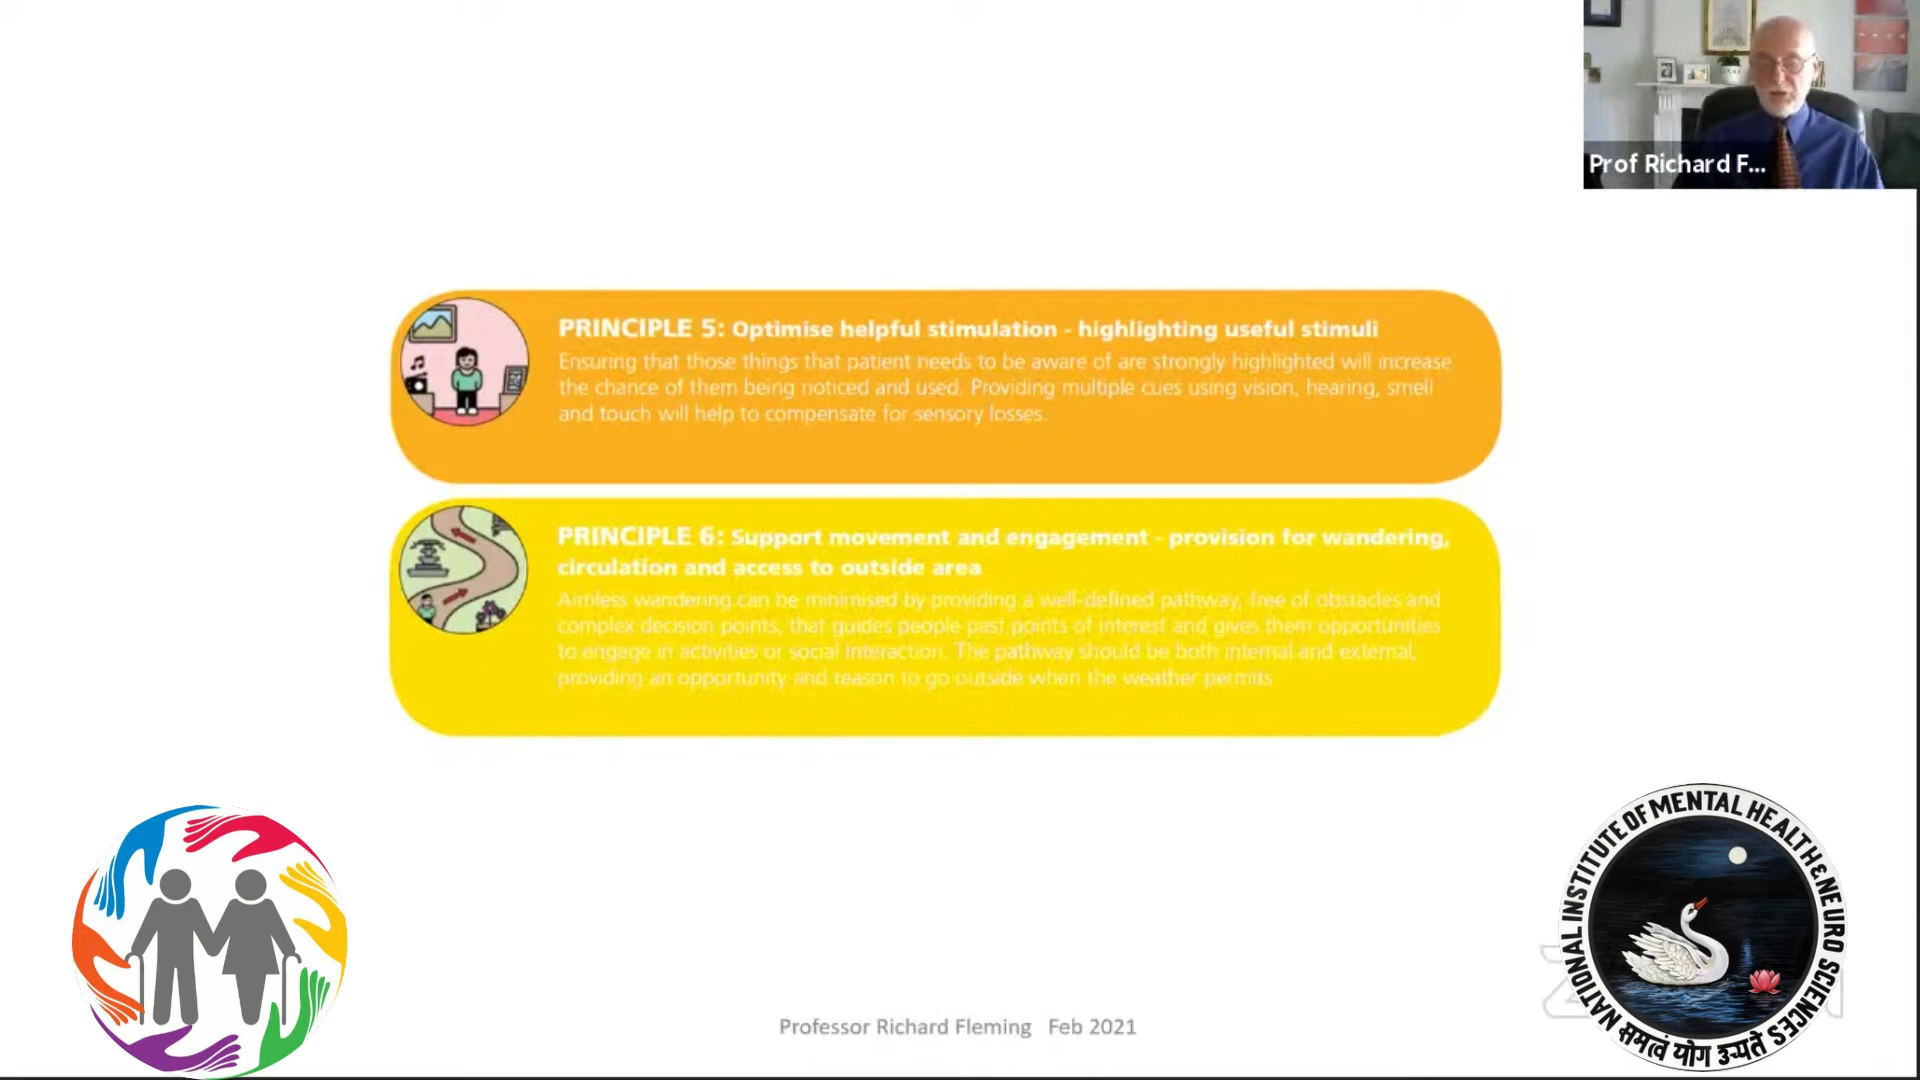 Prof Richard F...
PRINCIPLE 5: Optimise helpful stimulation - highlighting useful stimuli
Ensuring that those things that patient needs to be aware of are strongly highlighted will increase
the chance of them being noticed and used. Providing multiple cues using vision, hearing, smell
and touch will help to compensate for sensory losses.
PRINCIPLE 6: Support movement and engagement - provision for wandering,
circulation and access to outside area
Aimless wandering can be minimised by providing a well-defined pathway, free of obstacles and
complex decision points, that guides people past points of interest and gives them opportunities
to engage in activities or social interaction. The pathway should be both internal and external,
providing an opportunity and reason to go outside when the weather permits
NATIONAL INSTITUTE OF MENTAL HEALTH & NEURO SCIENCES
समत्वं योग उच्यते
Professor Richard Fleming Feb 2021